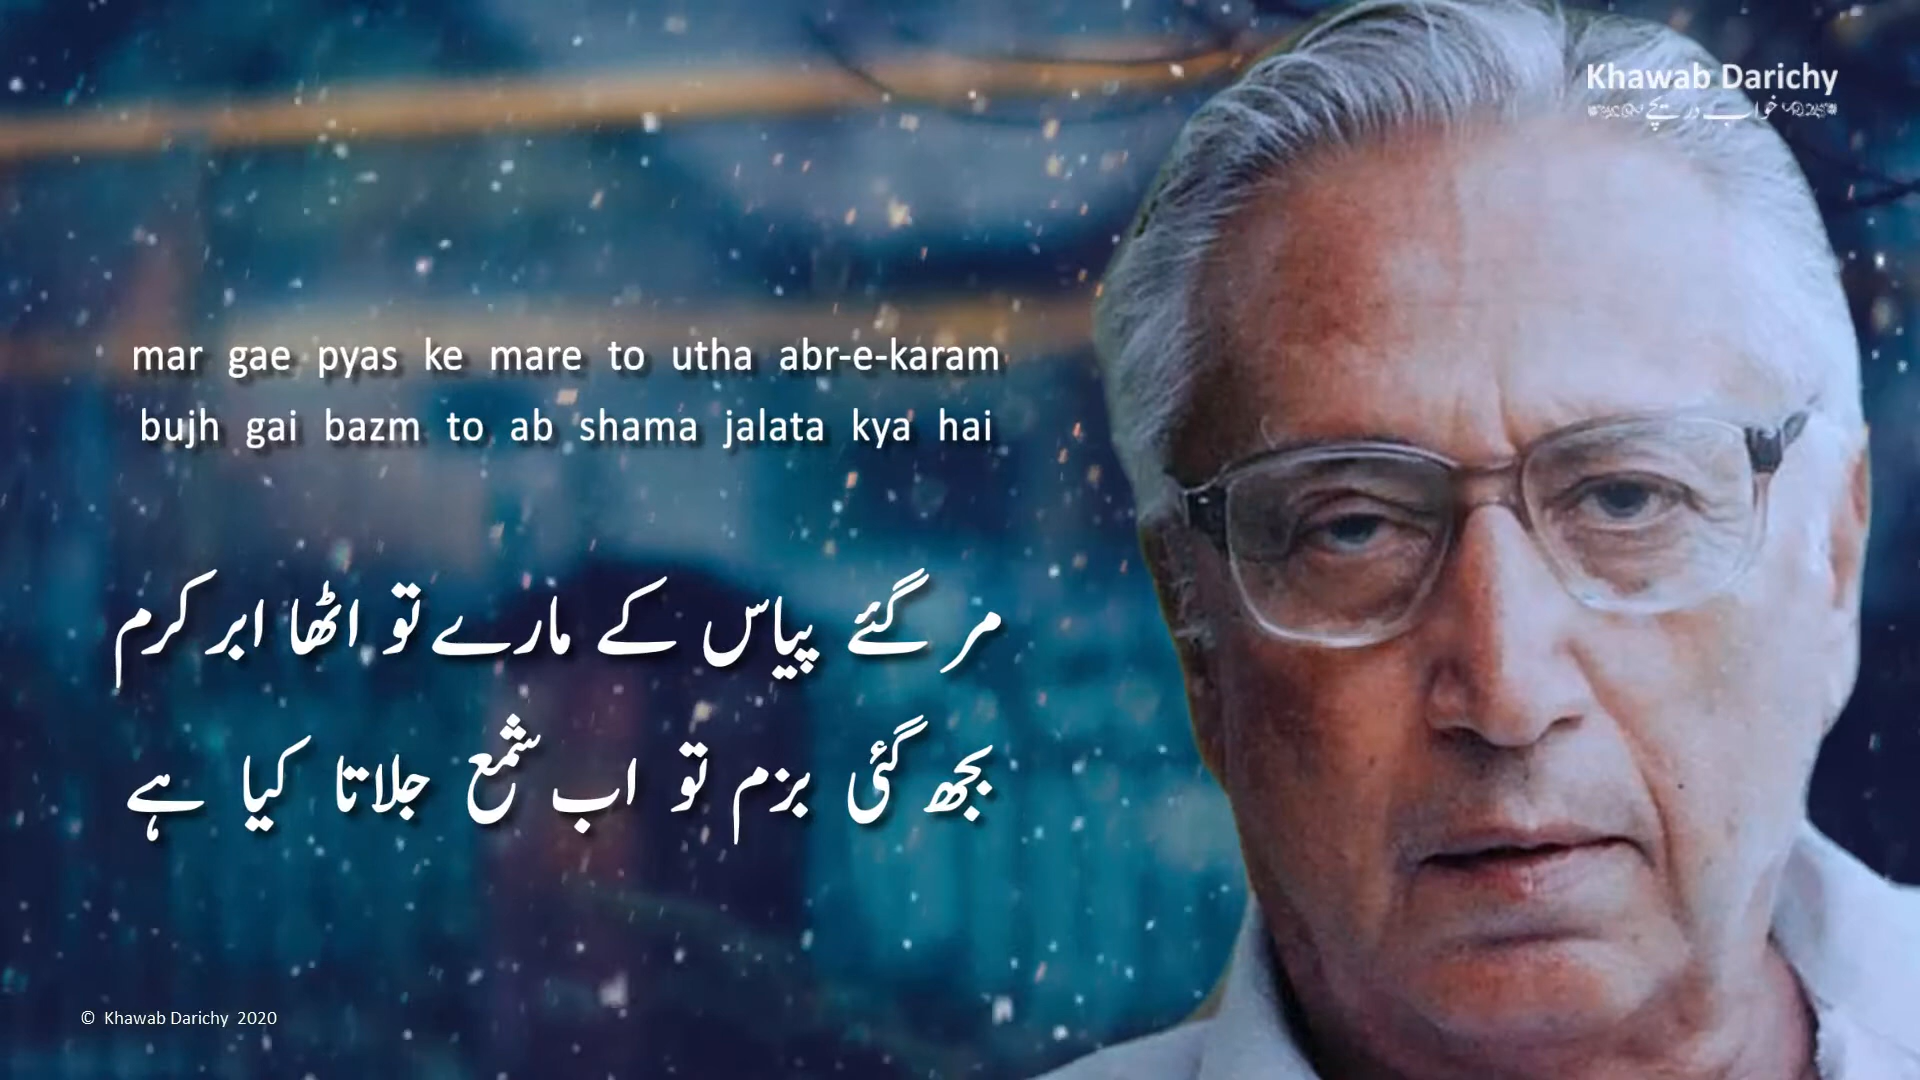 Khawab Darichy
خواب دریچے
mar gae pyas ke mare to utha abr-e-karam
bujh gai bazm to ab shama jalata kya hai
مر گئے پیاس کے مارے تو اٹھا ابر کرم
بجھ گئی بزم تو اب شمع جلاتا کیا ہے
© Khawab Darichy 2020